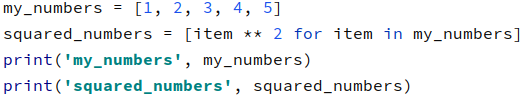 my_numbers = [1, 2, 3, 4, 5]
squared_numbers = [item ** 2 for item in my_numbers]
print('my_numbers', my_numbers)
print('squared_numbers', squared_numbers)